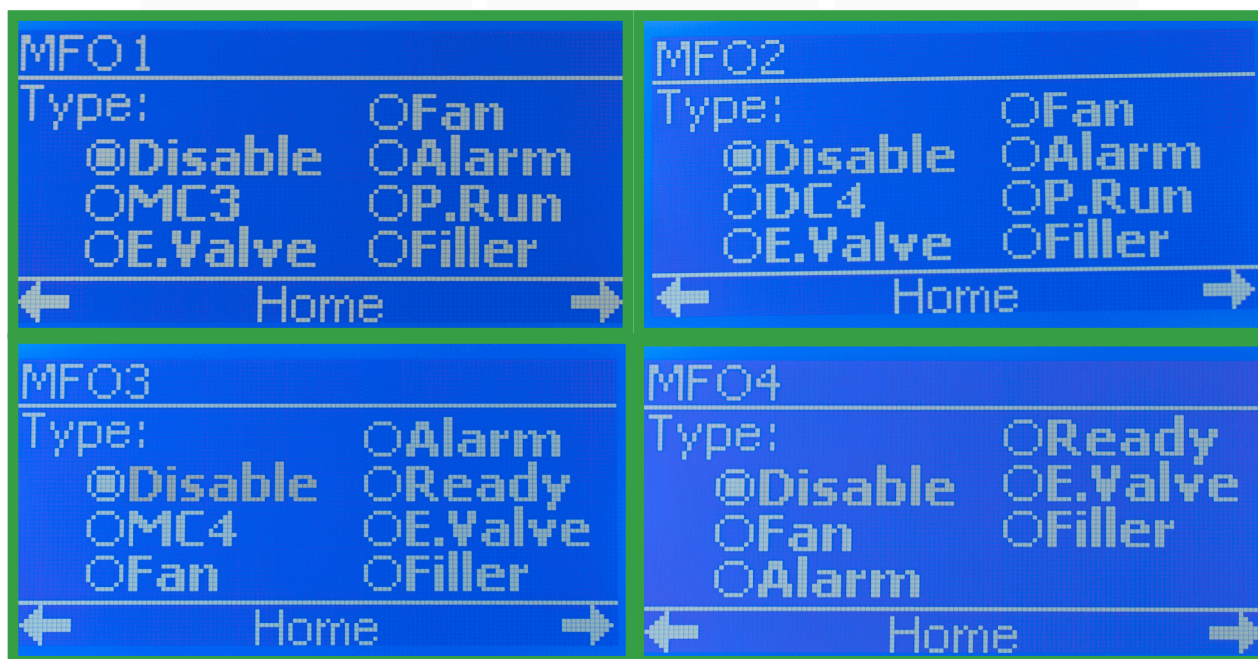 MFO1
Type:
Fan
Disable
Alarm
MC3
P.Run
E.Valve
Filler
Home
MFO2
Type:
Fan
Disable
Alarm
DC4
P.Run
E.Valve
Filler
Home
MFO3
Type:
Alarm
Disable
Ready
MC4
E.Valve
Fan
Filler
Home
MFO4
Type:
Ready
Disable
E.Valve
Fan
Filler
Alarm
Home